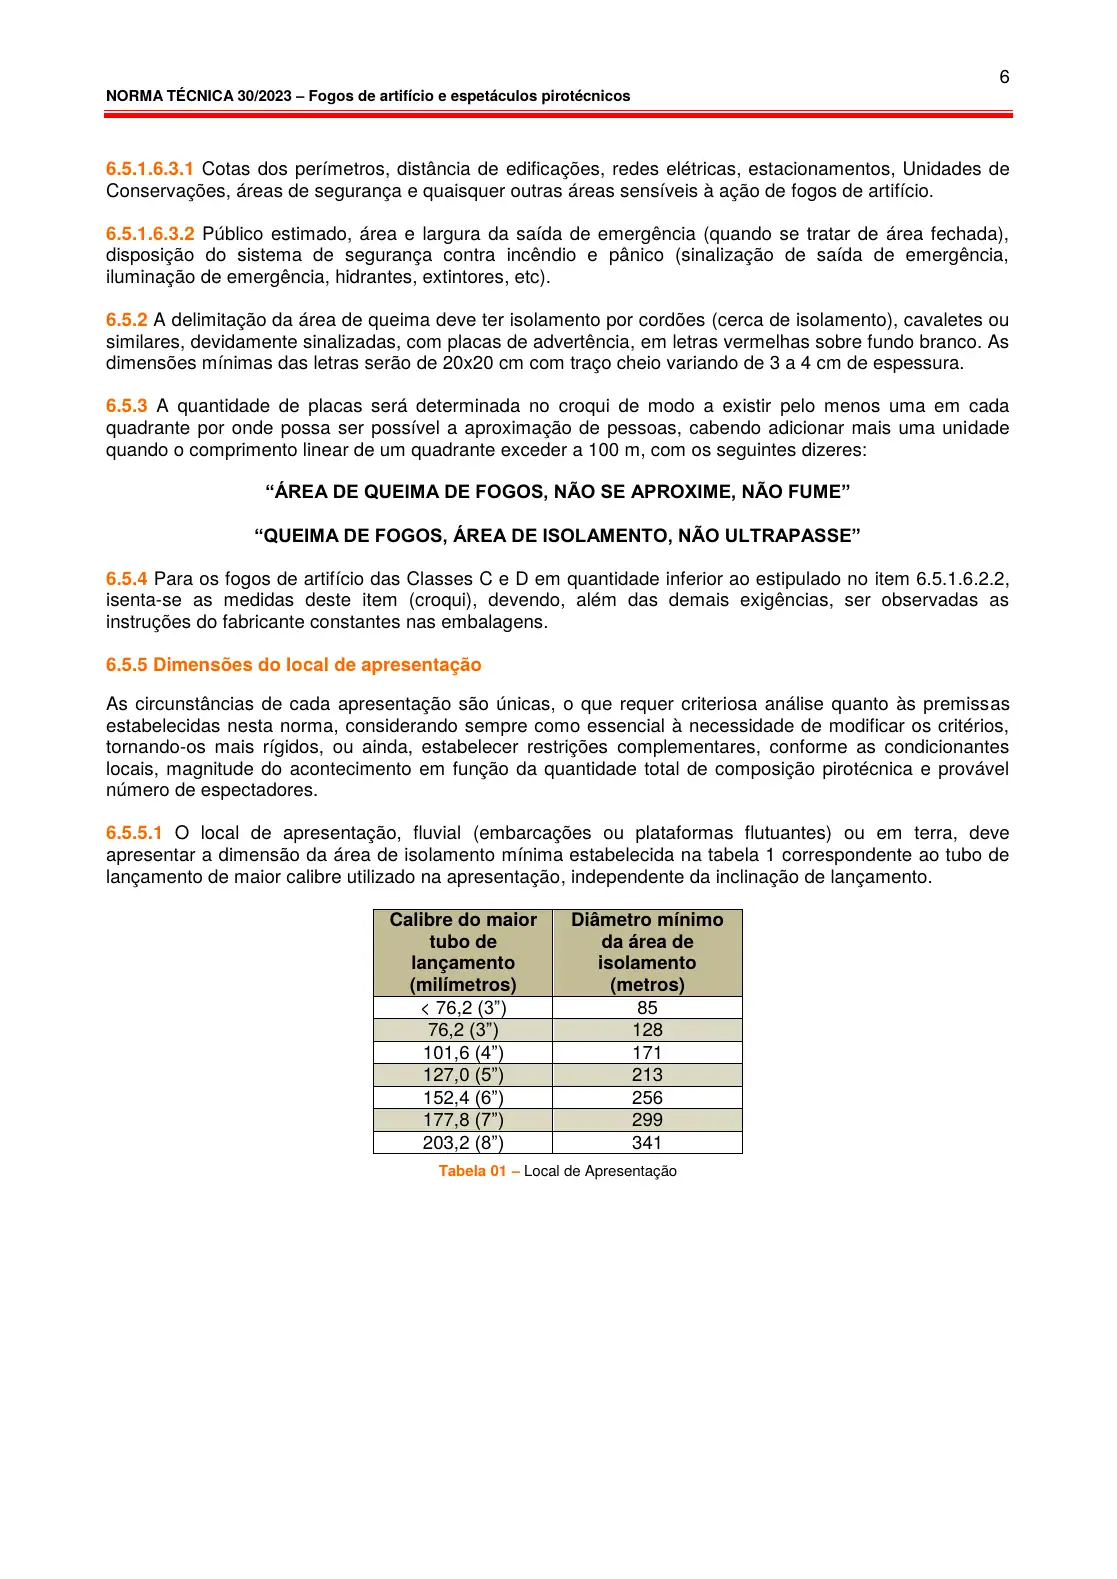 6
NORMA TÉCNICA 30/2023 – Fogos de artifício e espetáculos pirotécnicos
6.5.1.6.3.1 Cotas dos perímetros, distância de edificações, redes elétricas, estacionamentos, Unidades de
Conservações, áreas de segurança e quaisquer outras áreas sensíveis à ação de fogos de artifício.
6.5.1.6.3.2 Público estimado, área e largura da saída de emergência (quando se tratar de área fechada),
disposição do sistema de segurança contra incêndio e pânico (sinalização de saída de emergência,
iluminação de emergência, hidrantes, extintores, etc).
6.5.2 A delimitação da área de queima deve ter isolamento por cordões (cerca de isolamento), cavaletes ou
similares, devidamente sinalizadas, com placas de advertência, em letras vermelhas sobre fundo branco. As
dimensões mínimas das letras serão de 20x20 cm com traço cheio variando de 3 a 4 cm de espessura.
6.5.3 A quantidade de placas será determinada no croqui de modo a existir pelo menos uma em cada
quadrante por onde possa ser possível a aproximação de pessoas, cabendo adicionar mais uma unidade
quando o comprimento linear de um quadrante exceder a 100 m, com os seguintes dizeres:
“ÁREA DE QUEIMA DE FOGOS, NÃO SE APROXIME, NÃO FUME”
“QUEIMA DE FOGOS, ÁREA DE ISOLAMENTO, NÃO ULTRAPASSE”
6.5.4 Para os fogos de artifício das Classes C e D em quantidade inferior ao estipulado no item 6.5.1.6.2.2,
isenta-se as medidas deste item (croqui), devendo, além das demais exigências, ser observadas as
instruções do fabricante constantes nas embalagens.
6.5.5 Dimensões do local de apresentação
As circunstâncias de cada apresentação são únicas, o que requer criteriosa análise quanto às premissas
estabelecidas nesta norma, considerando sempre como essencial à necessidade de modificar os critérios,
tornando-os mais rígidos, ou ainda, estabelecer restrições complementares, conforme as condicionantes
locais, magnitude do acontecimento em função da quantidade total de composição pirotécnica e provável
número de espectadores.
6.5.5.1 O local de apresentação, fluvial (embarcações ou plataformas flutuantes) ou em terra, deve
apresentar a dimensão da área de isolamento mínima estabelecida na tabela 1 correspondente ao tubo de
lançamento de maior calibre utilizado na apresentação, independente da inclinação de lançamento.
Calibre do maior tubo de lançamento (milímetros) Diâmetro mínimo da área de isolamento (metros)
< 76,2 (3”) 85
76,2 (3”) 128
101,6 (4”) 171
127,0 (5”) 213
152,4 (6”) 256
177,8 (7”) 299
203,2 (8”) 341
Tabela 01 – Local de Apresentação